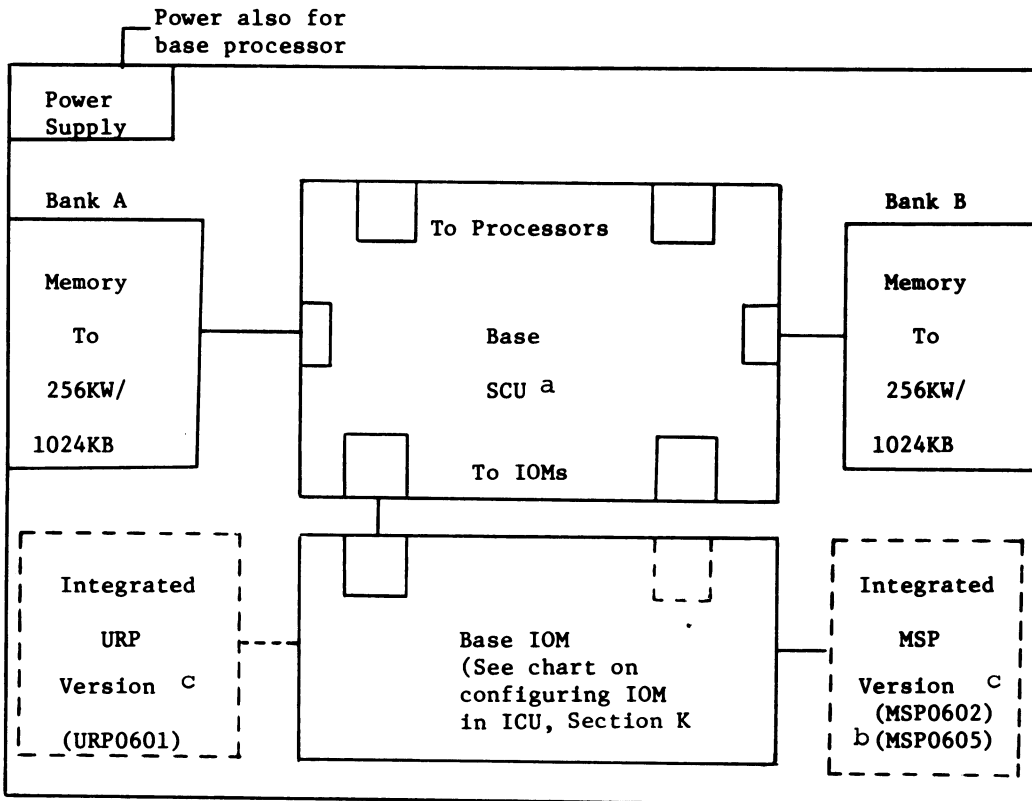 Power also for
base processor
Power
Supply
Bank A
Bank B
To Processors
Memory
To
256KW/
1024KB
Base
SCU a
Memory
To
256KW/
1024KB
To IOMs
Integrated
URP
Version c
(URP0601)
Base IOM
(See chart on
configuring IOM
in ICU, Section K
Integrated
MSP
Version c
(MSP0602)
b (MSP0605)